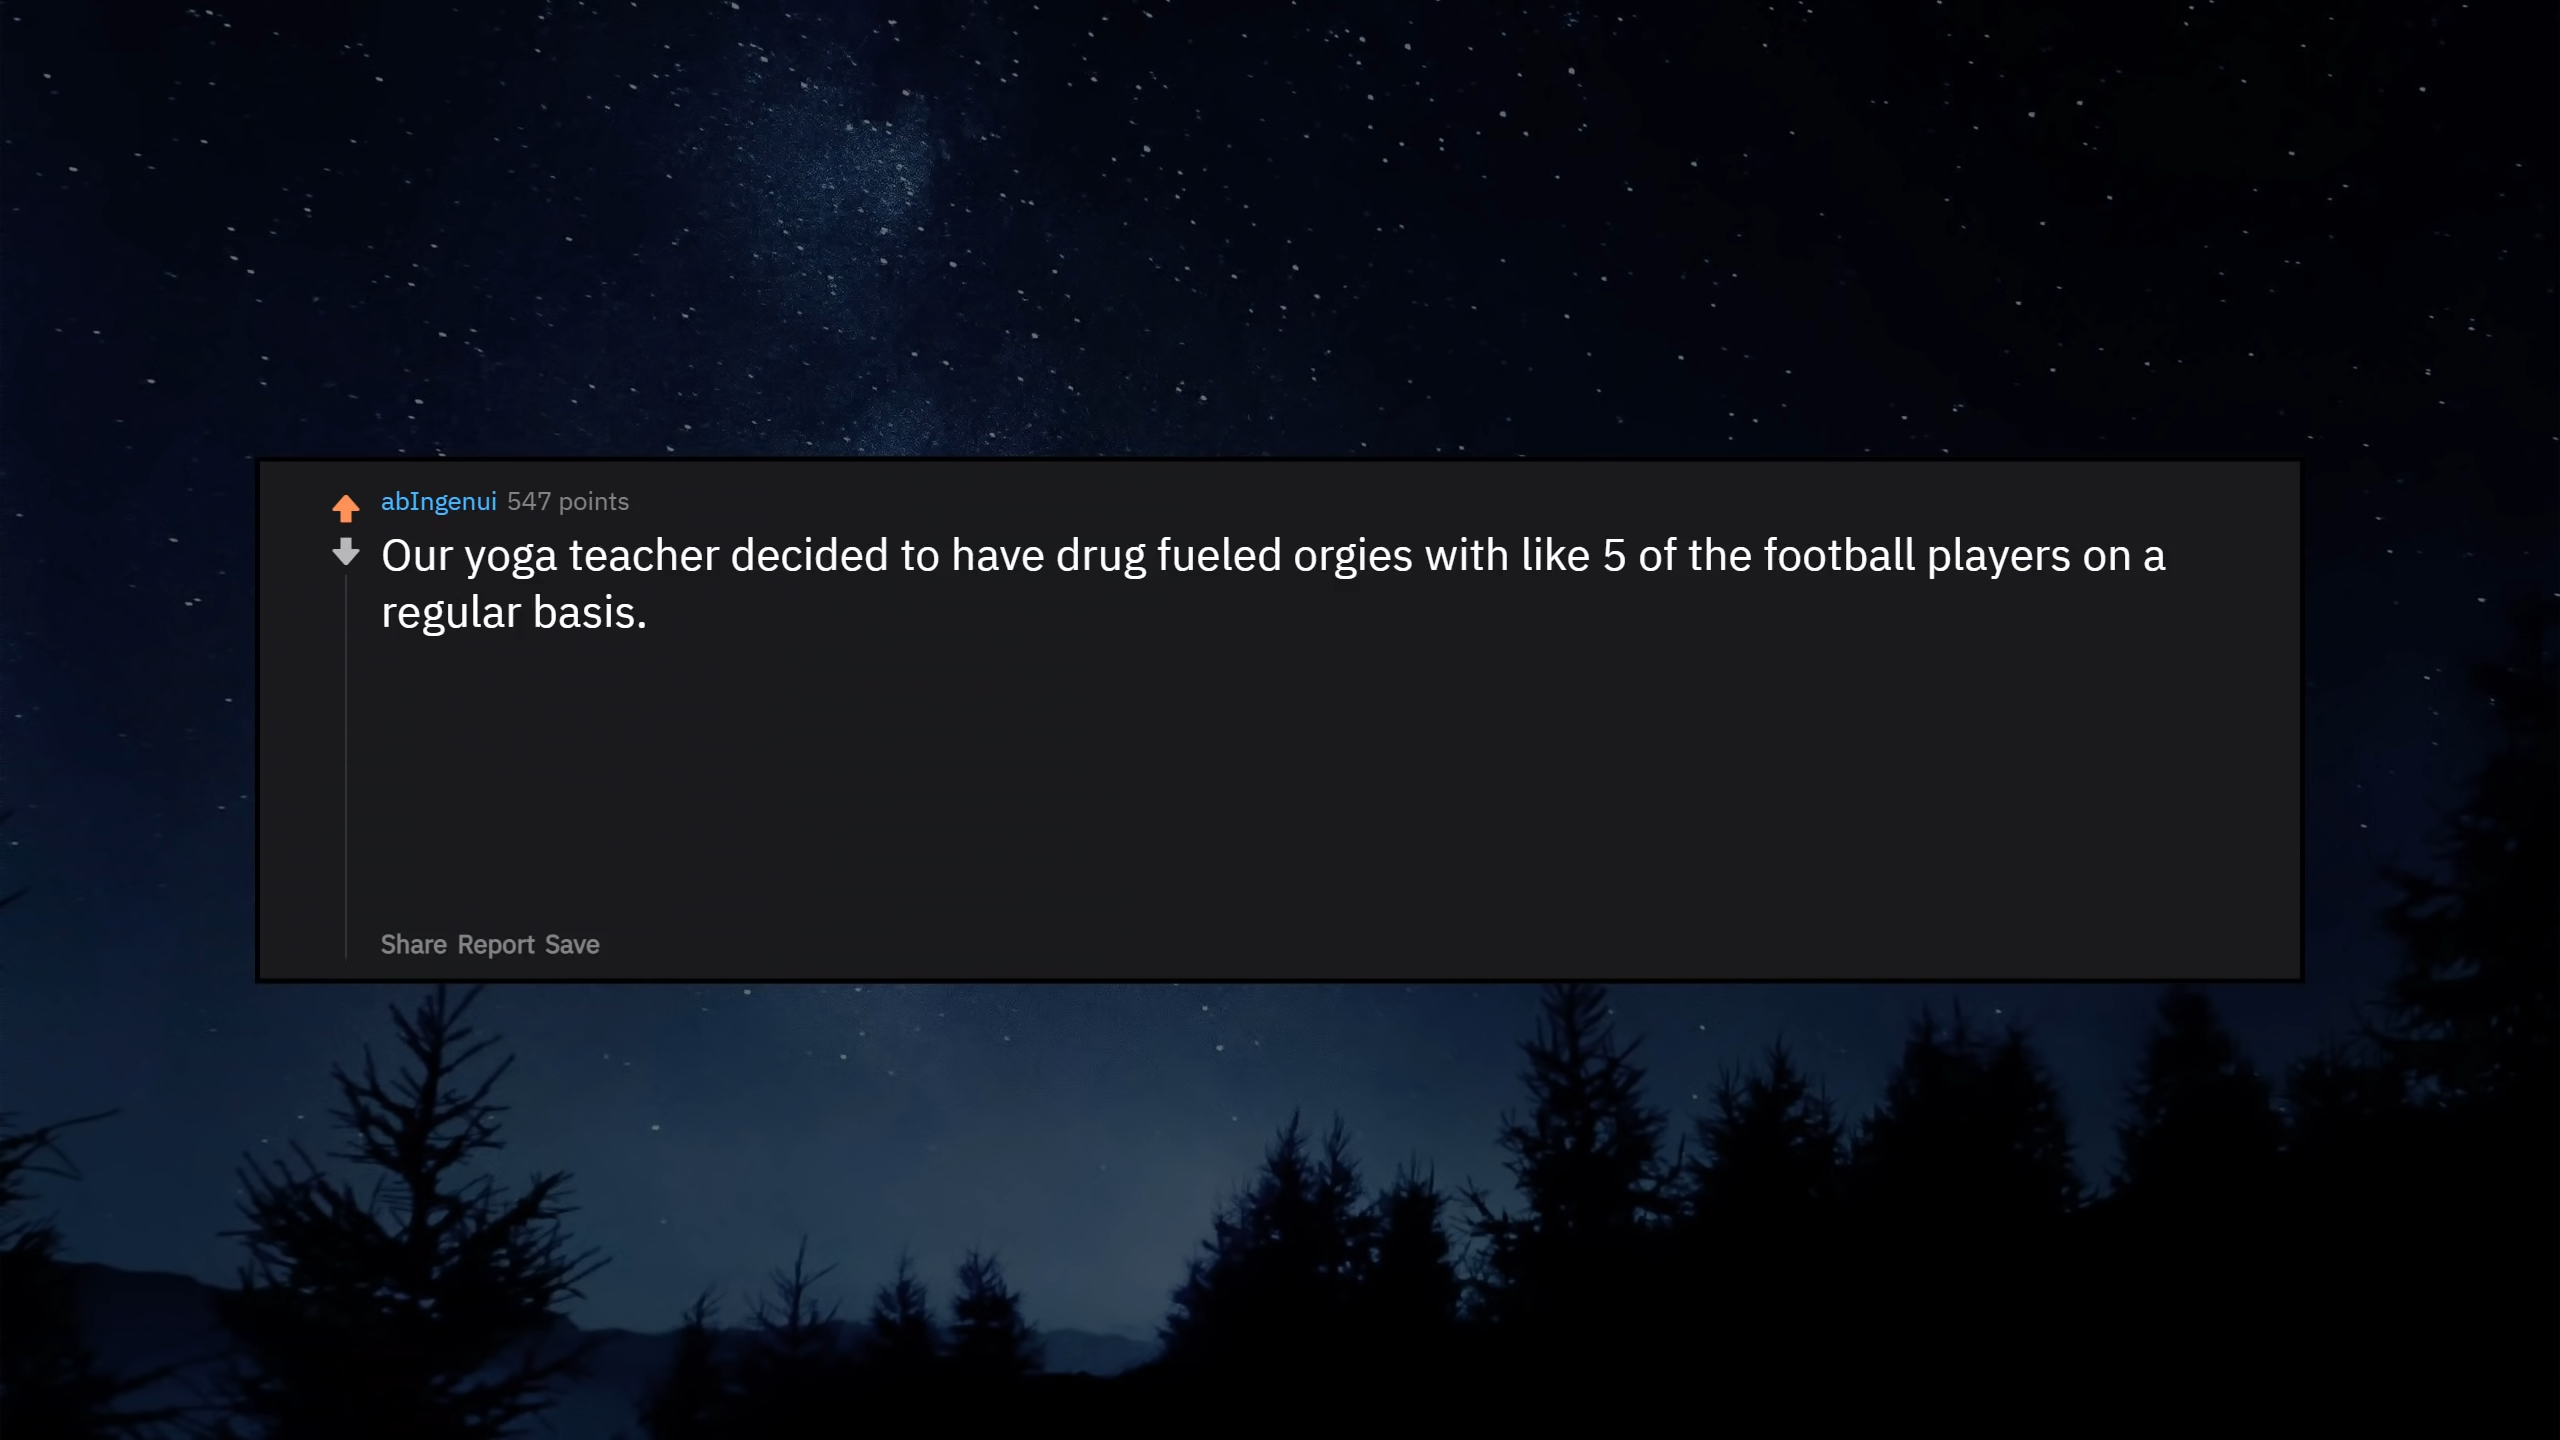 abIngenui 547 points
Our yoga teacher decided to have drug fueled orgies with like 5 of the football players on a
regular basis.
Share Report Save